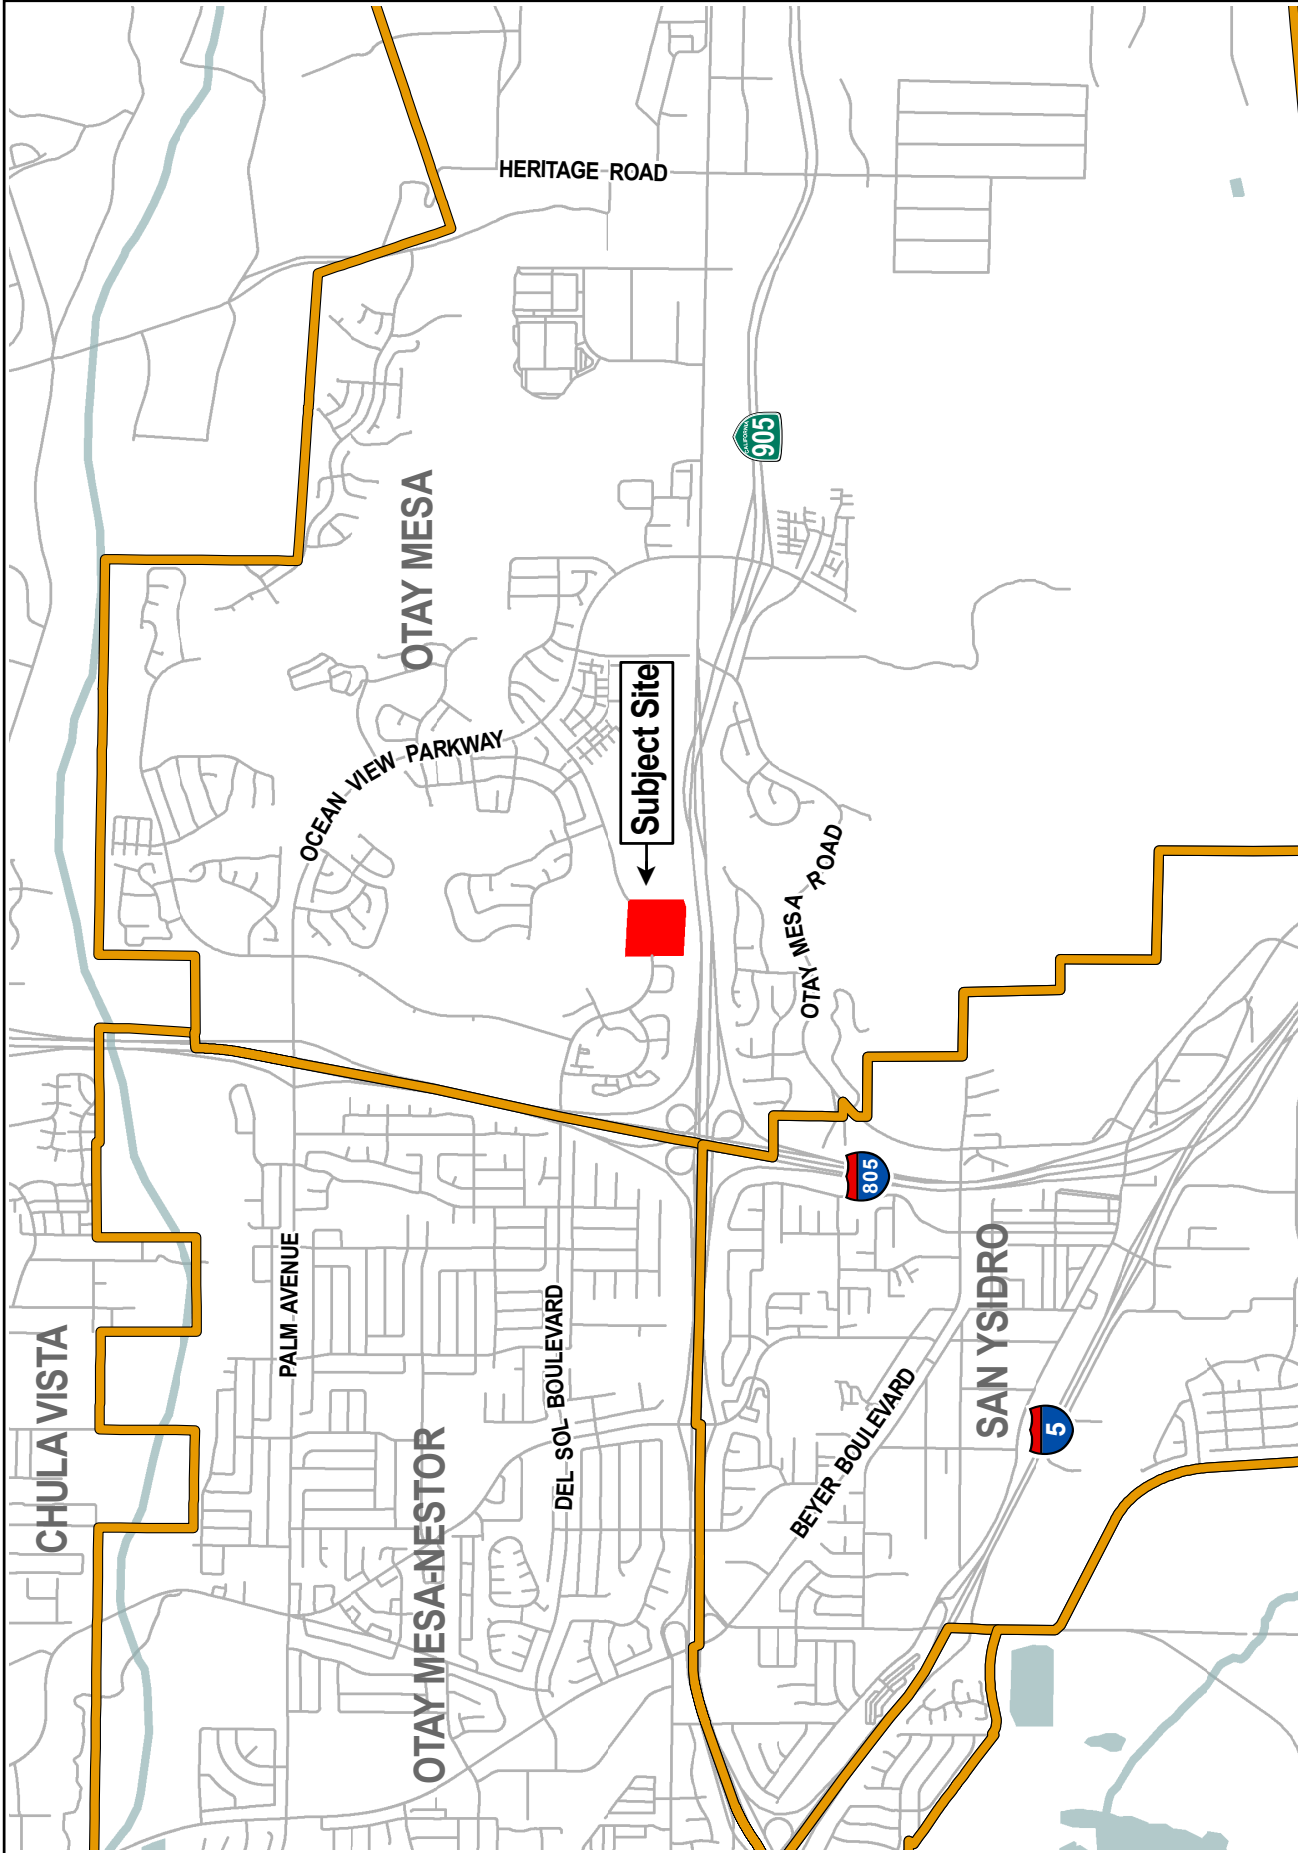 CHULA VISTA
OTAY MESA-NESTOR
OTAY MESA
SAN YSIDRO
PALM AVENUE
OCEAN VIEW PARKWAY
DEL SOL BOULEVARD
HERITAGE ROAD
Subject Site
OTAY MESA ROAD
BEYER BOULEVARD
CALIFORNIA
905
805
5